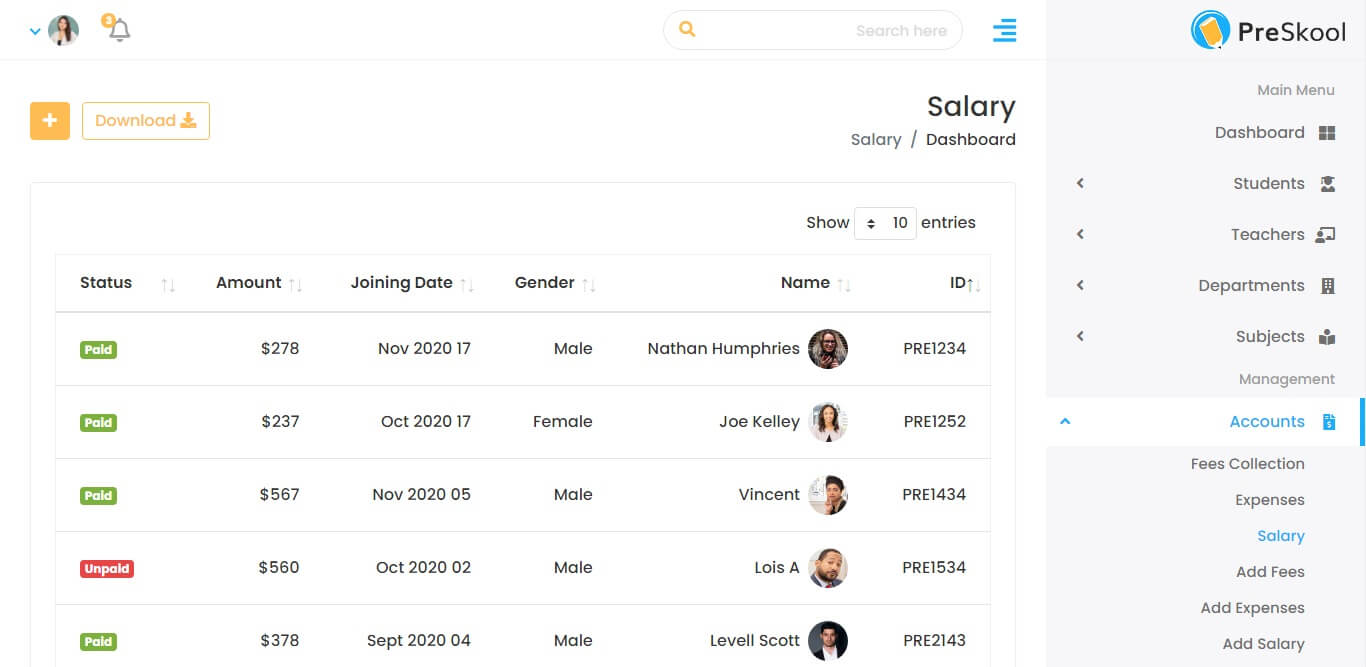 3
Search here
PreSkool
Main Menu
Dashboard
Students
Teachers
Departments
Subjects
Management
Accounts
Fees Collection
Expenses
Salary
Add Fees
Add Expenses
Add Salary
Salary
Salary / Dashboard
Download
Show 10 entries
Status Amount Joining Date Gender Name ID
Paid $278 Nov 2020 17 Male Nathan Humphries PRE1234
Paid $237 Oct 2020 17 Female Joe Kelley PRE1252
Paid $567 Nov 2020 05 Male Vincent PRE1434
Unpaid $560 Oct 2020 02 Male Lois A PRE1534
Paid $378 Sept 2020 04 Male Levell Scott PRE2143